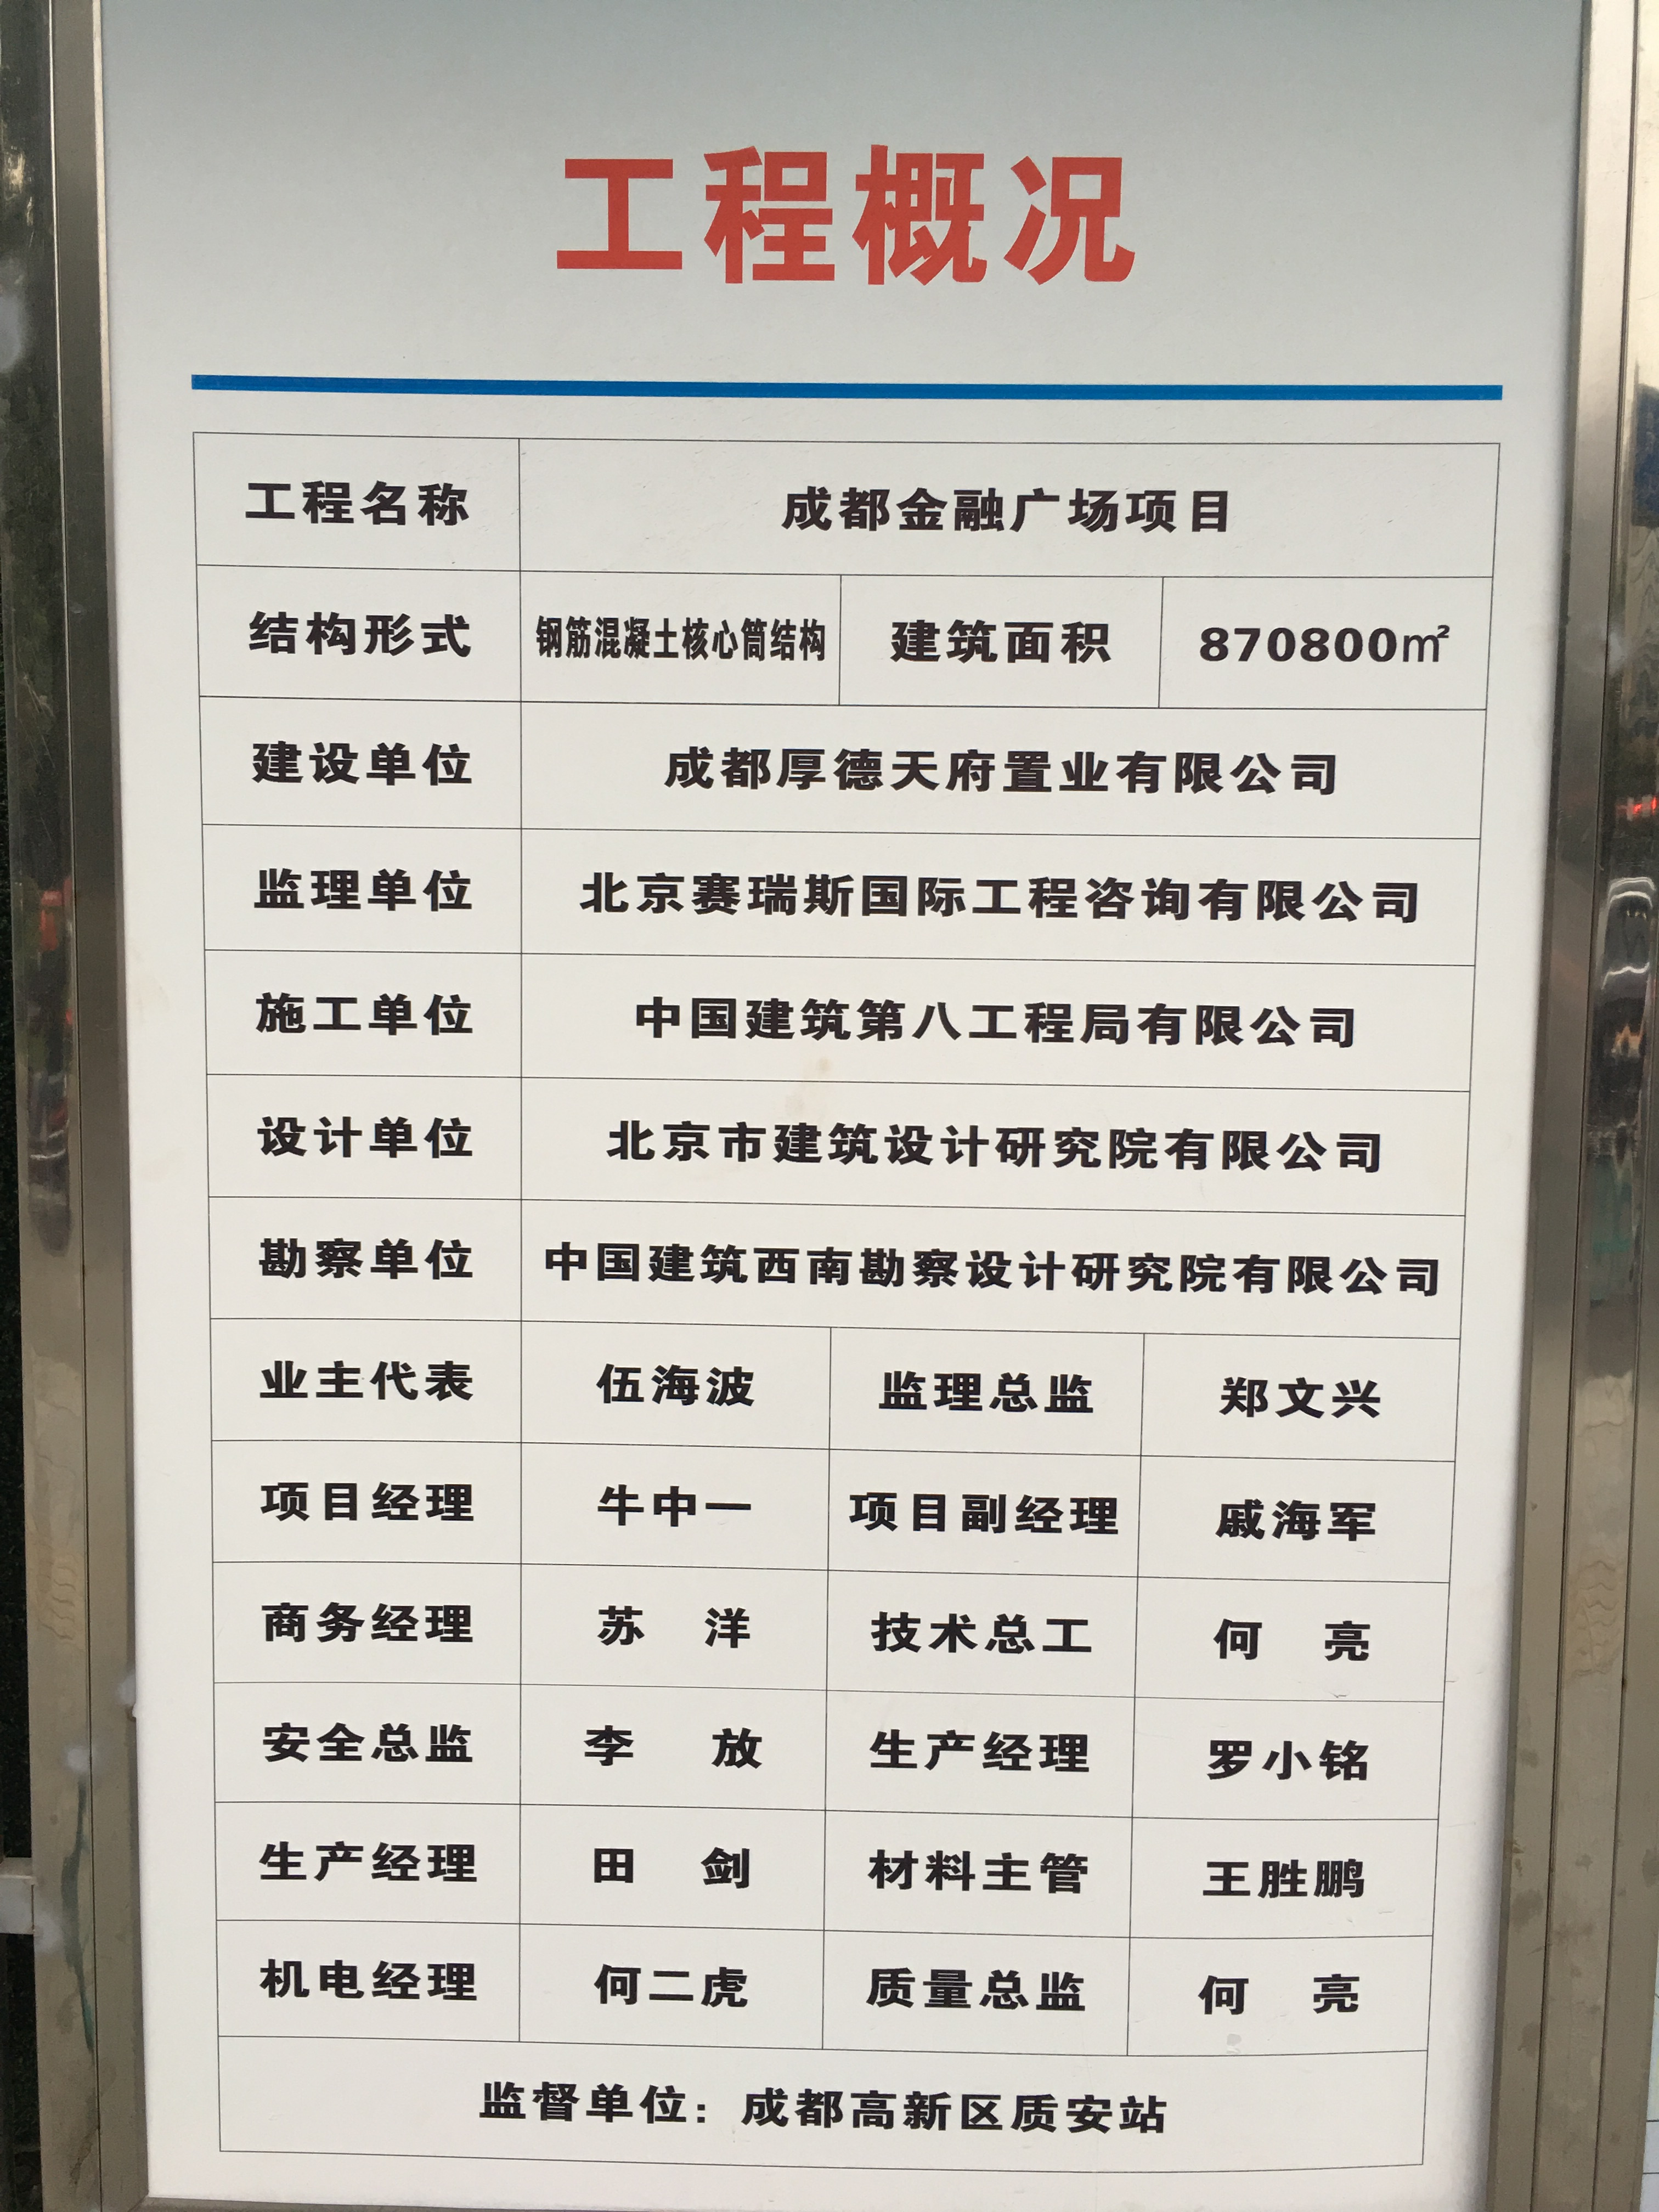 工程概况
工程名称 成都金融广场项目
结构形式 钢筋混凝土核心筒结构 建筑面积 870800㎡
建设单位 成都厚德天府置业有限公司
监理单位 北京赛瑞斯国际工程咨询有限公司
施工单位 中国建筑第八工程局有限公司
设计单位 北京市建筑设计研究院有限公司
勘察单位 中国建筑西南勘察设计研究院有限公司
业主代表 伍海波 监理总监 郑文兴
项目经理 牛中一 项目副经理 戚海军
商务经理 苏 洋 技术总工 何 亮
安全总监 李 放 生产经理 罗小铭
生产经理 田 剑 材料主管 王胜鹏
机电经理 何二虎 质量总监 何 亮
监督单位：成都高新区质安站